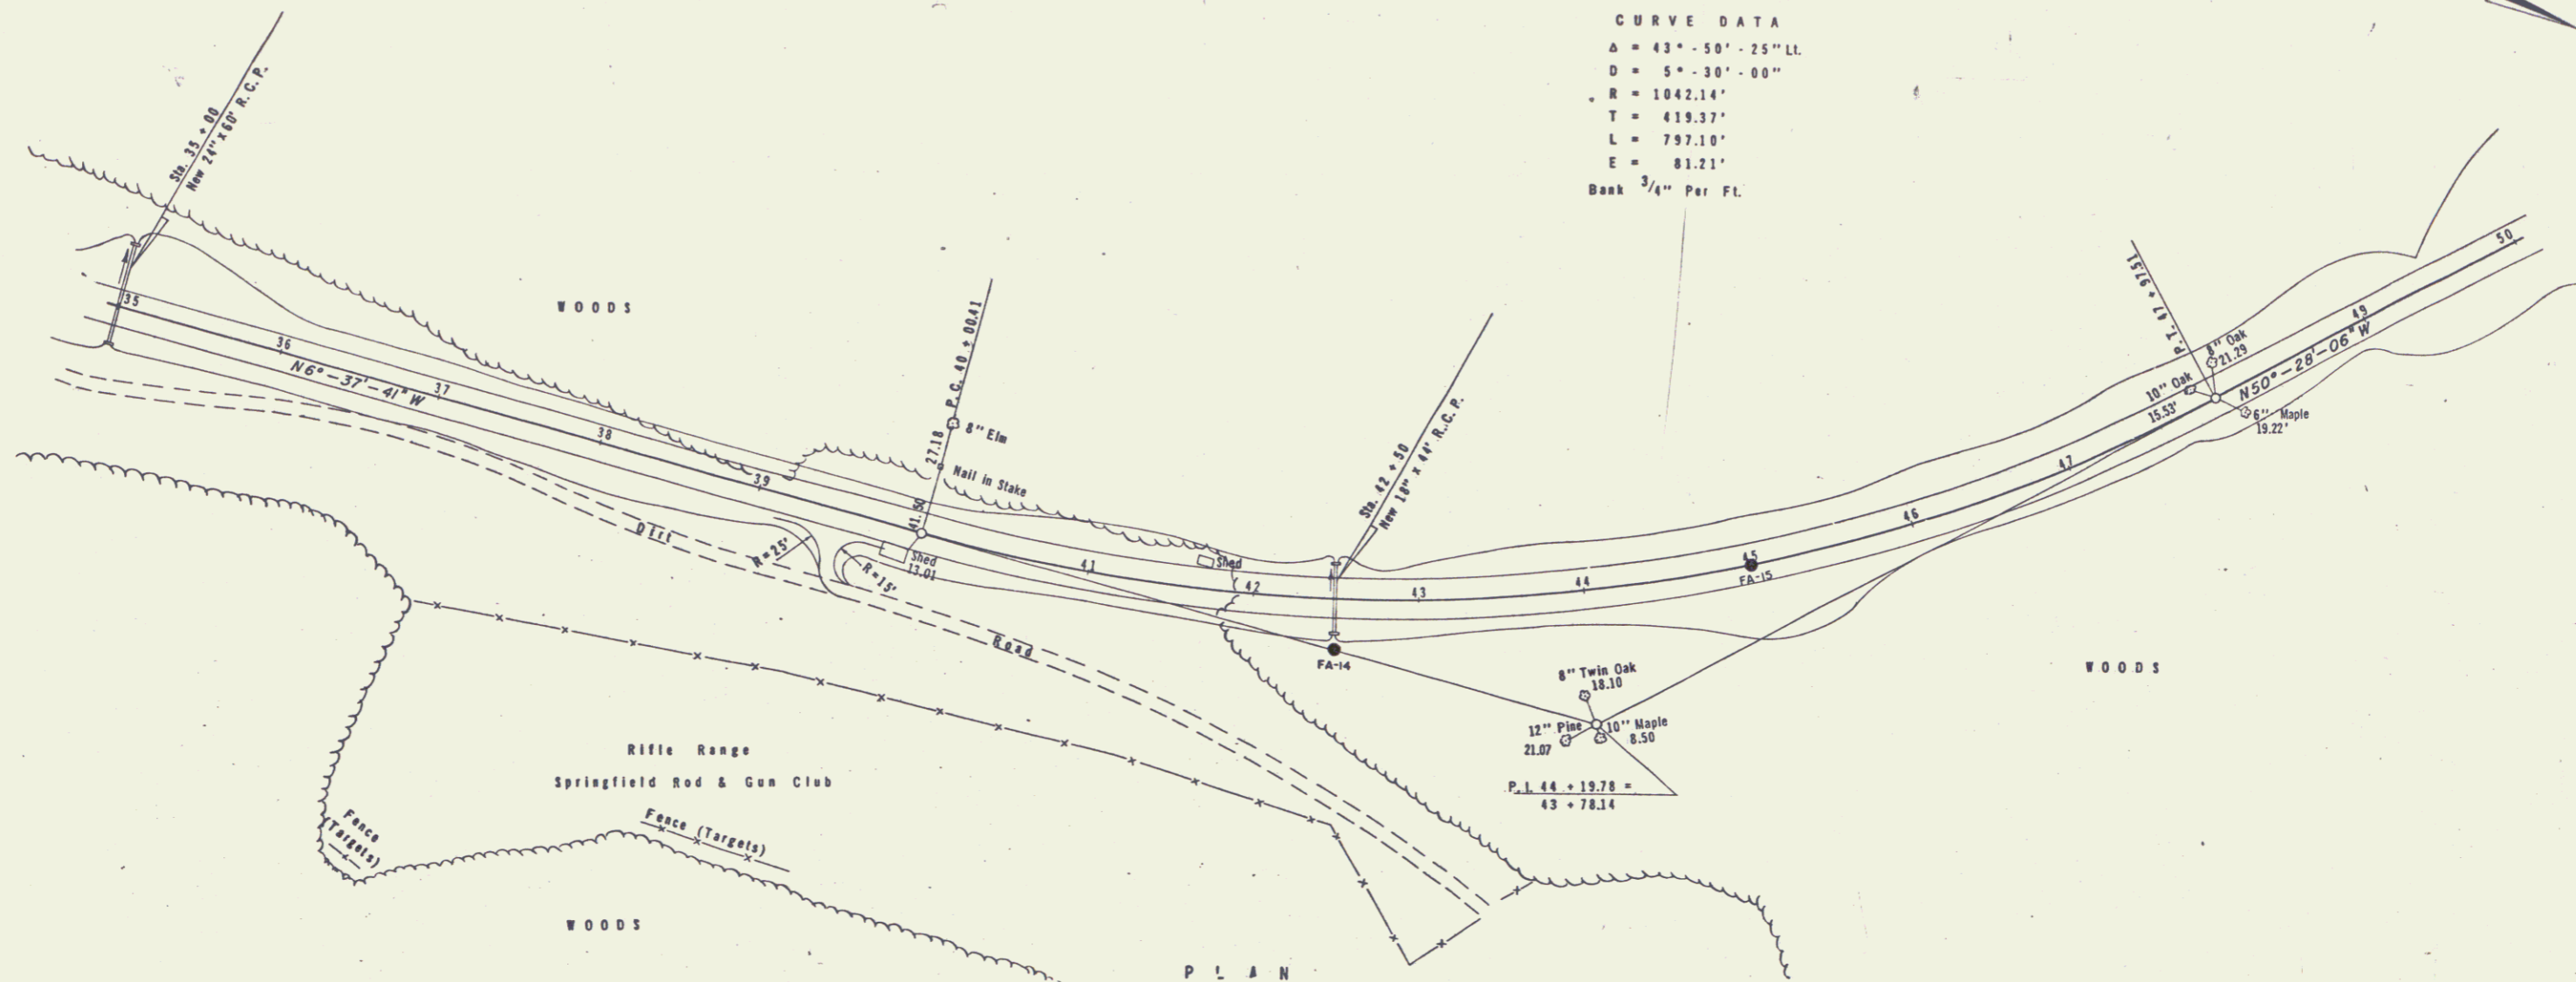 CURVE DATA
Δ = 43° - 50' - 25" Lt.
D = 5° - 30' - 00"
R = 1042.14'
T = 419.37'
L = 797.10'
E = 81.21'
Bank 3/4" Per Ft.
Sta. 35 + 00
New 24" x 60' R.C.P.
WOODS
35
36
37
38
39
41
42
43
44
45
46
47
49
50
N 6° - 37' - 41" W
P.C. 40 + 00.41
27.18
8" Elm
Nail in Stake
41.50
Shed
13.01
Shed
Dirt
Road
R = 25'
R = 15'
Sta. 42 + 50
New 18" x 44' R.C.P.
FA-14
FA-15
P.T. 47 + 97.51
8" Oak
21.29
10" Oak
15.53'
N 50° - 28' - 06" W
6" Maple
19.22'
WOODS
8" Twin Oak
18.10
12" Pine
21.07
10" Maple
8.50
P.I. 44 + 19.78 =
43 + 78.14
Rifle Range
Springfield Rod & Gun Club
Fence
(Targets)
Fence (Targets)
WOODS
PLAN